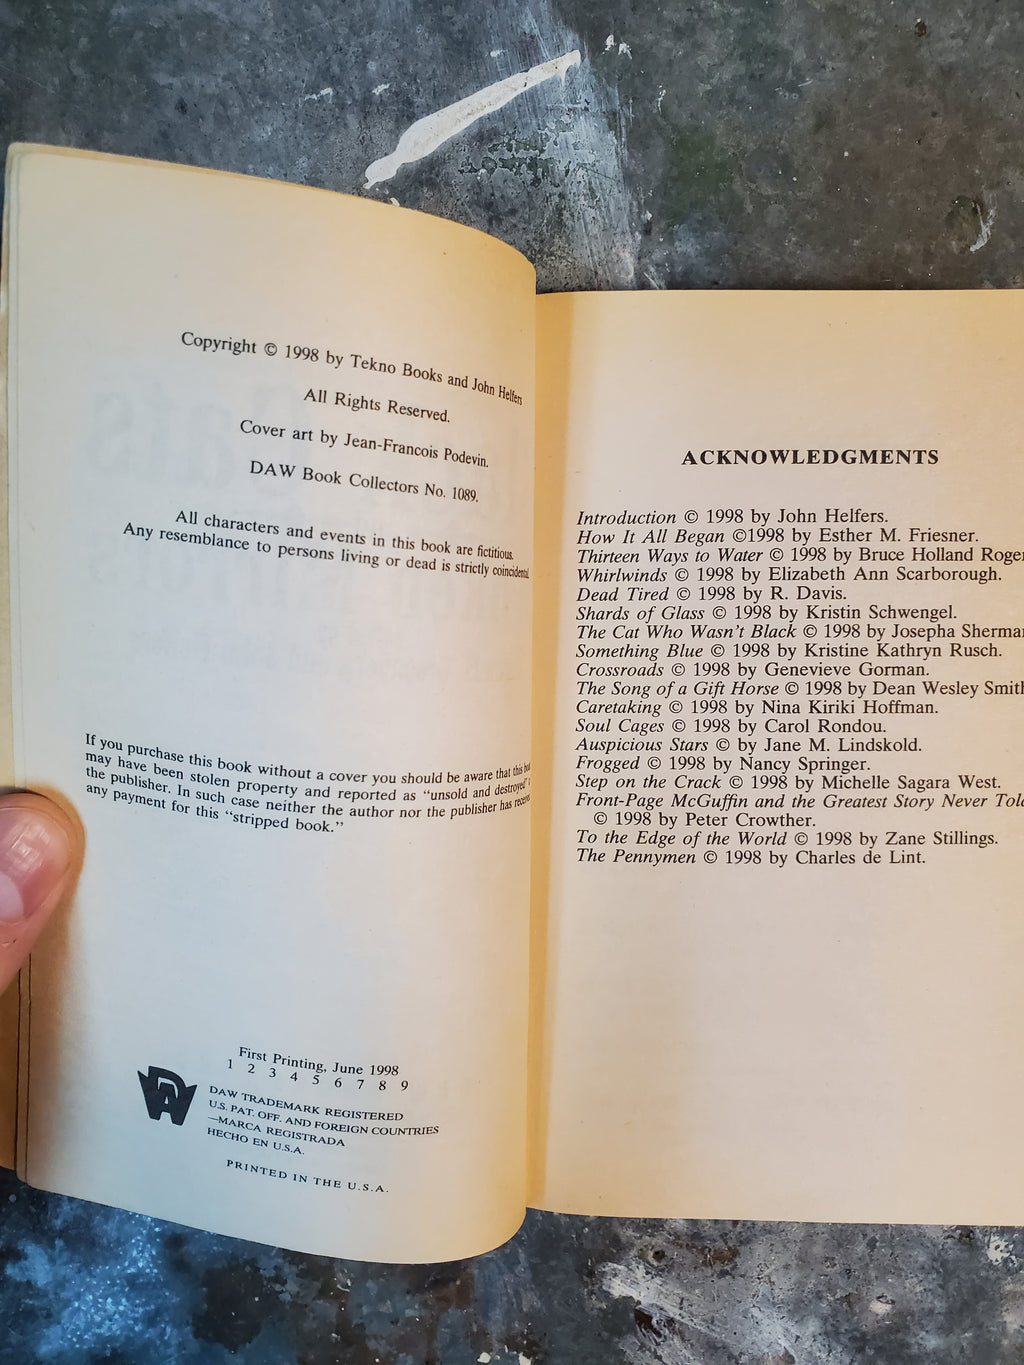 Copyright © 1998 by Tekno Books and John Helfers
All Rights Reserved.
Cover art by Jean-Francois Podevin.
DAW Book Collectors No. 1089.
All characters and events in this book are fictitious.
Any resemblance to persons living or dead is strictly coincidental
If you purchase this book without a cover you should be aware that this
may have been stolen property and reported as “unsold and destroyed”
the publisher. In such case neither the author nor the publisher has
any payment for this “stripped book.”
First Printing, June 1998
1 2 3 4 5 6 7 8 9
DAW
DAW TRADEMARK REGISTERED
U.S. PAT. OFF. AND FOREIGN COUNTRIES
—MARCA REGISTRADA
HECHO EN U.S.A.
PRINTED IN THE U.S.A.
ACKNOWLEDGMENTS
Introduction © 1998 by John Helfers.
How It All Began ©1998 by Esther M. Friesner.
Thirteen Ways to Water © 1998 by Bruce Holland Roger
Whirlwinds © 1998 by Elizabeth Ann Scarborough.
Dead Tired © 1998 by R. Davis.
Shards of Glass © 1998 by Kristin Schwengel.
The Cat Who Wasn’t Black © 1998 by Josepha Sherma
Something Blue © 1998 by Kristine Kathryn Rusch.
Crossroads © 1998 by Genevieve Gorman.
The Song of a Gift Horse © 1998 by Dean Wesley Smith
Caretaking © 1998 by Nina Kiriki Hoffman.
Soul Cages © 1998 by Carol Rondou.
Auspicious Stars © by Jane M. Lindskold.
Frogged © 1998 by Nancy Springer.
Step on the Crack © 1998 by Michelle Sagara West.
Front-Page McGuffin and the Greatest Story Never Tol
© 1998 by Peter Crowther.
To the Edge of the World © 1998 by Zane Stillings.
The Pennymen © 1998 by Charles de Lint.